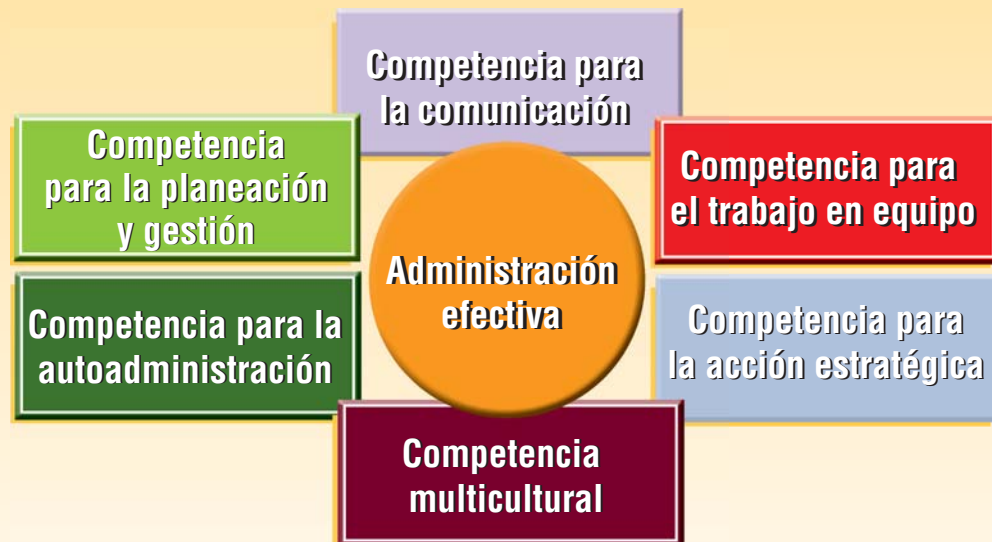 Competencia para
la comunicación
Competencia
para la planeación
y gestión
Competencia para
el trabajo en equipo
Administración
efectiva
Competencia para la
autoadministración
Competencia para
la acción estratégica
Competencia
multicultural